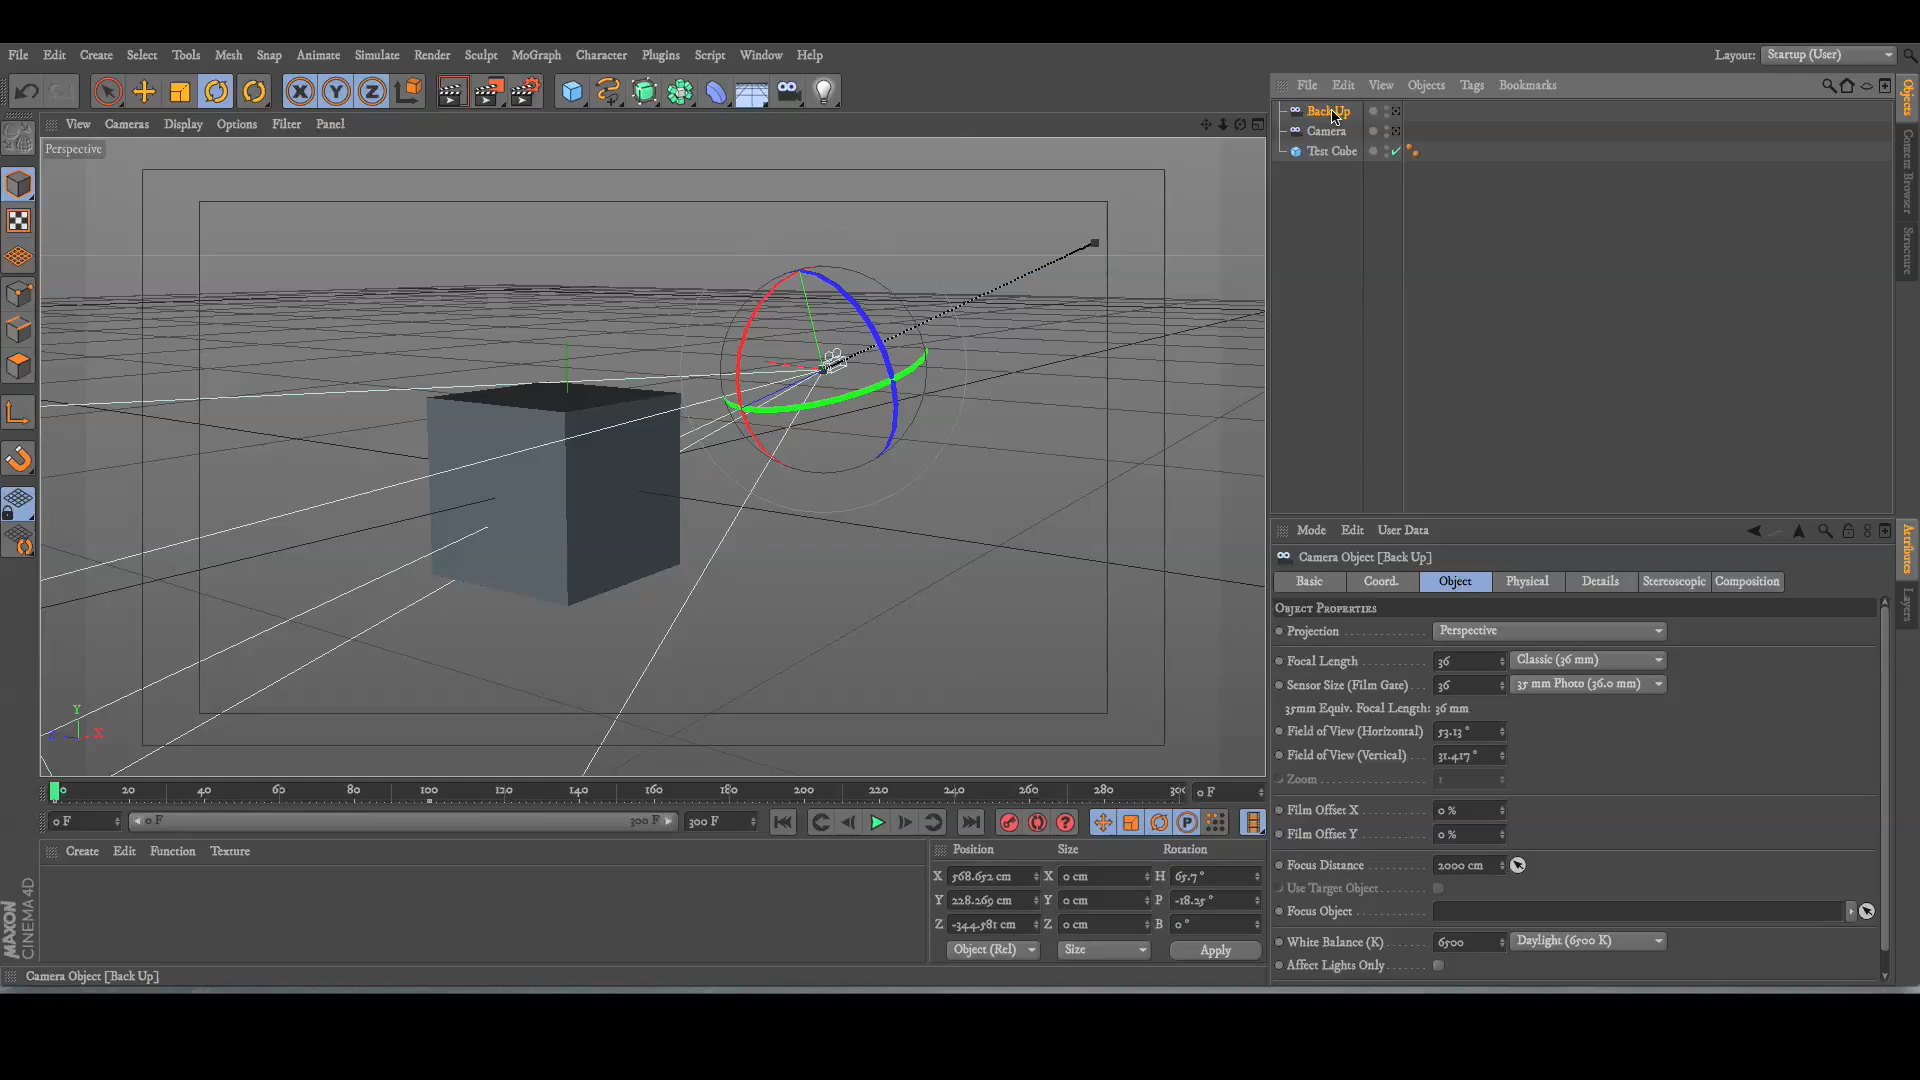 File Edit Create Select Tools Mesh Snap Animate Simulate Render Sculpt MoGraph Character Plugins Script Window Help
Layout: Startup (User)
X Y Z
File Edit View Objects Tags Bookmarks
Back Up
Camera
Test Cube
Objects
Content Browser
Structure
View Cameras Display Options Filter Panel
Perspective
Y
Z X
Mode Edit User Data
Camera Object [Back Up]
Basic Coord. Object Physical Details Stereoscopic Composition
Attributes
Layers
Object Properties
Projection Perspective
Focal Length 36 Classic (36 mm)
Sensor Size (Film Gate) 36 35 mm Photo (36.0 mm)
35mm Equiv. Focal Length: 36 mm
Field of View (Horizontal) 53.13 °
Field of View (Vertical) 31.417 °
Zoom 1
Film Offset X 0 %
Film Offset Y 0 %
Focus Distance 2000 cm
Use Target Object
Focus Object
White Balance (K) 6500 Daylight (6500 K)
Affect Lights Only
0 20 40 60 80 100 120 140 160 180 200 220 240 260 280 300 0 F
0 F 0 F 300 F 300 F
P
Create Edit Function Texture
Position Size Rotation
X 568.652 cm X 0 cm H 65.7 °
Y 228.269 cm Y 0 cm P -18.25 °
Z -344.581 cm Z 0 cm B 0 °
Object (Rel) Size Apply
MAXON
CINEMA 4D
Camera Object [Back Up]